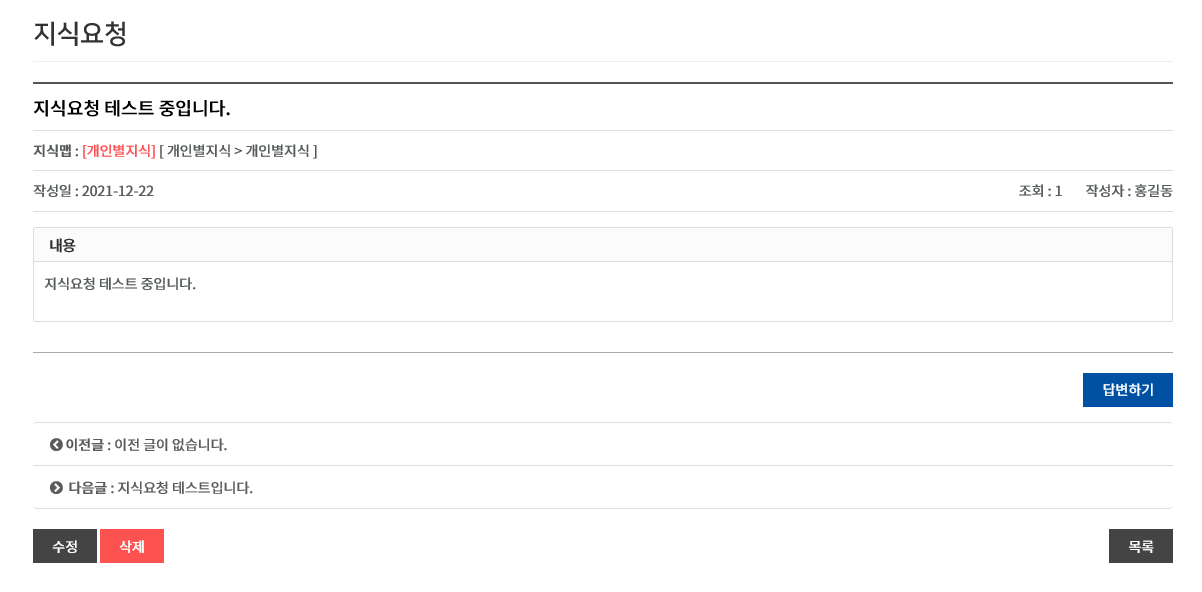 지식요청
지식요청 테스트 중입니다.
지식맵 : [개인별지식] [ 개인별지식 > 개인별지식 ]
작성일 : 2021-12-22 조회 : 1 작성자 : 홍길동
내용
지식요청 테스트 중입니다.
답변하기
이전글 : 이전 글이 없습니다.
다음글 : 지식요청 테스트입니다.
수정 삭제 목록